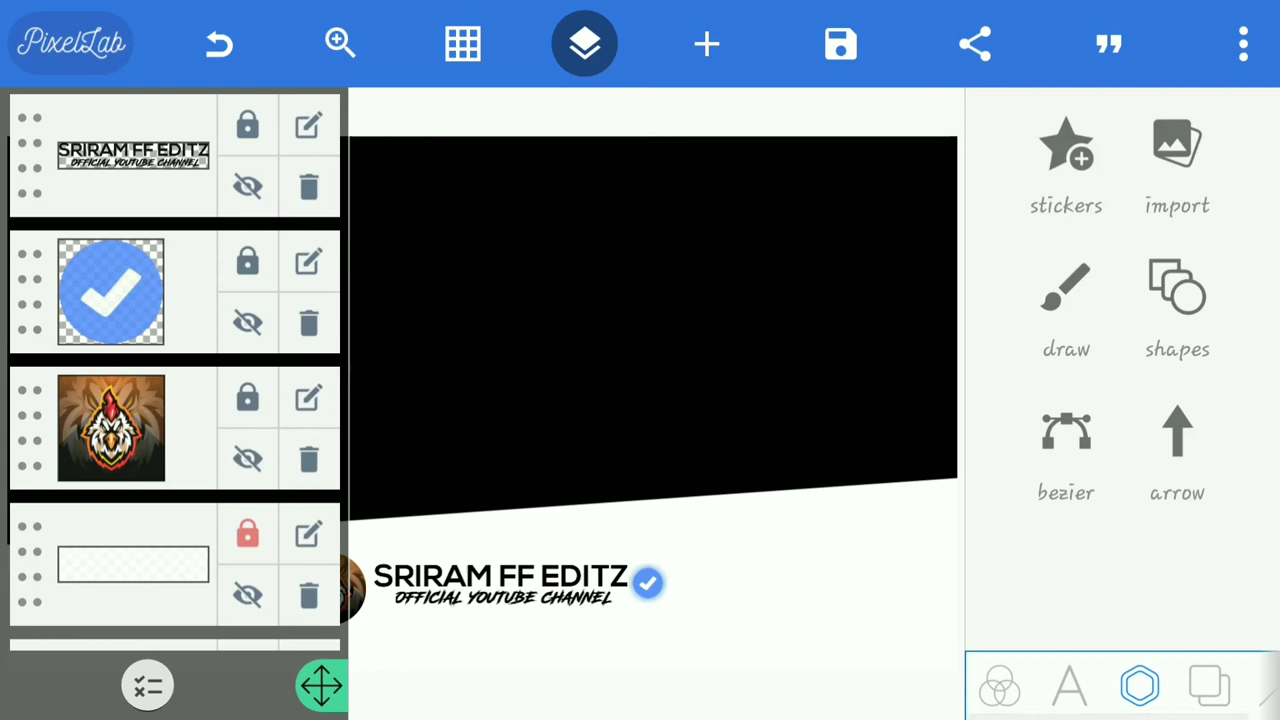 PixelLab
SRIRAM FF EDITZ
OFFICIAL YOUTUBE CHANNEL
stickers
import
draw
shapes
bezier
arrow
SRIRAM FF EDITZ
OFFICIAL YOUTUBE CHANNEL